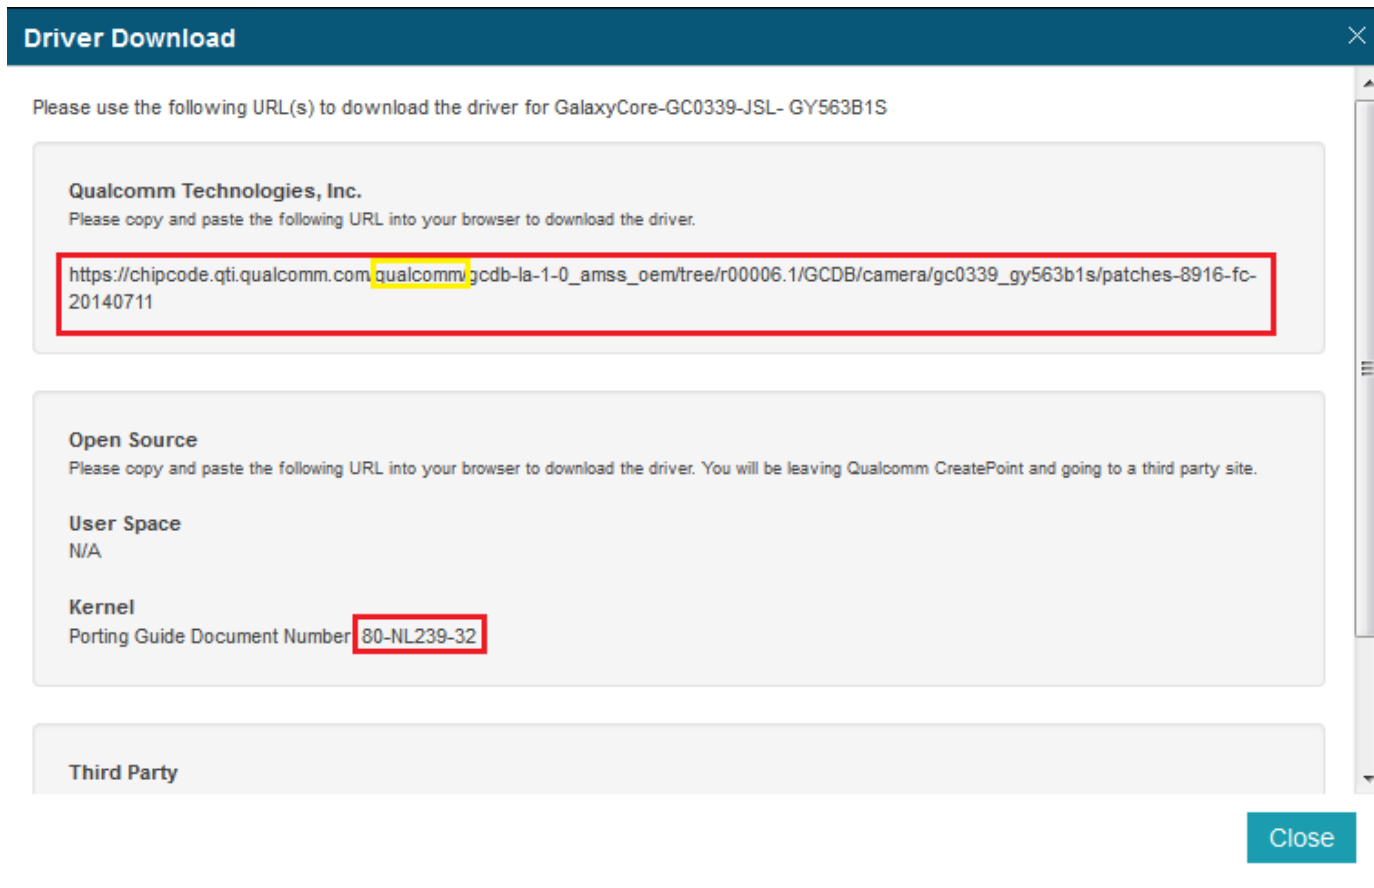 Driver Download
Please use the following URL(s) to download the driver for GalaxyCore-GC0339-JSL- GY563B1S
Qualcomm Technologies, Inc.
Please copy and paste the following URL into your browser to download the driver.
https://chipcode.qti.qualcomm.com/qualcomm/gcdb-la-1-0_amss_oem/tree/r00006.1/GCDB/camera/gc0339_gy563b1s/patches-8916-fc-
20140711
Open Source
Please copy and paste the following URL into your browser to download the driver. You will be leaving Qualcomm CreatePoint and going to a third party site.
User Space
N/A
Kernel
Porting Guide Document Number 80-NL239-32
Third Party
Close